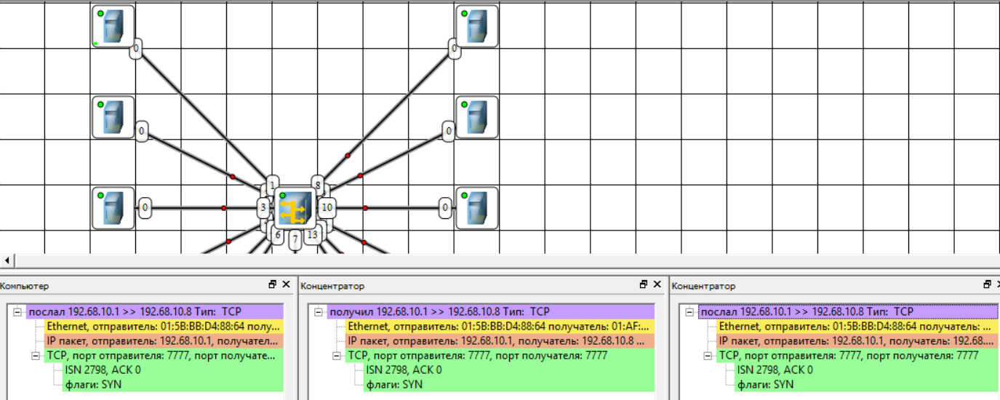 0
0
0
0
1
8
0
3
10
0
6
7
13
Компьютер
послал 192.68.10.1 >> 192.68.10.8 Тип: TCP
Ethernet, отправитель: 01:5B:BB:D4:88:64 полу...
IP пакет, отправитель: 192.68.10.1, получател...
TCP, порт отправителя: 7777, порт получате...
ISN 2798, ACK 0
флаги: SYN
Концентратор
получил 192.68.10.1 >> 192.68.10.8 Тип: TCP
Ethernet, отправитель: 01:5B:BB:D4:88:64 получатель: 01:AF:...
IP пакет, отправитель: 192.68.10.1, получатель: 192.68.10.8 ...
TCP, порт отправителя: 7777, порт получателя: 7777
ISN 2798, ACK 0
флаги: SYN
Концентратор
послал 192.68.10.1 >> 192.68.10.8 Тип: TCP
Ethernet, отправитель: 01:5B:BB:D4:88:64 получатель: ...
IP пакет, отправитель: 192.68.10.1, получатель: 192.68....
TCP, порт отправителя: 7777, порт получателя: 7777
ISN 2798, ACK 0
флаги: SYN